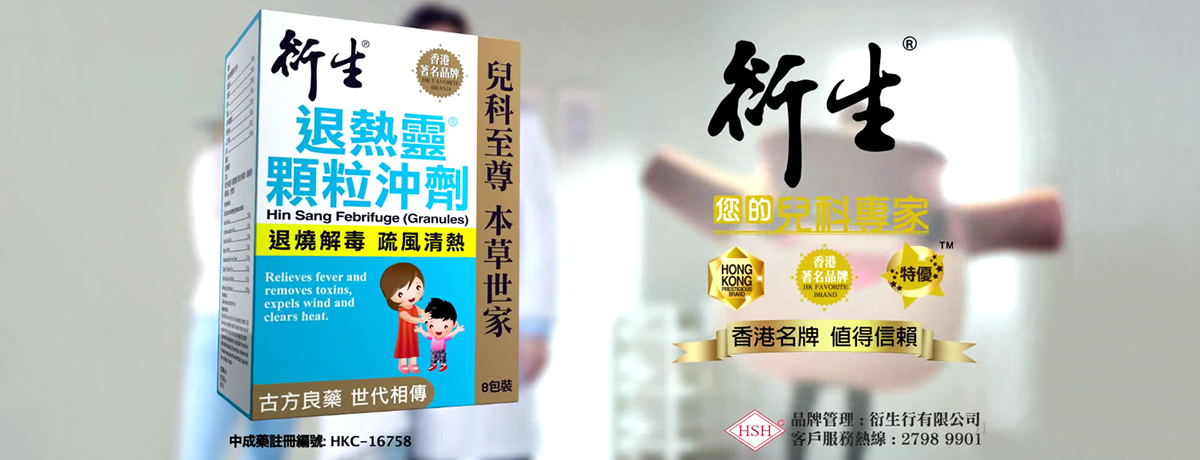 衍生®
香港
著名品牌
HK FAVORITE
BRAND
退熱靈®
顆粒沖劑
Hin Sang Febrifuge (Granules)
退燒解毒 疏風清熱
Relieves fever and
removes toxins,
expels wind and
clears heat.
古方良藥 世代相傳
兒科至尊 本草世家
8包裝
中成藥註冊編號: HKC-16758
衍生®
您的兒科專家
HONG
KONG
PRESTIGIOUS
BRAND
香港
著名品牌
HK FAVORITE
BRAND
特優
TM
香港名牌 值得信賴
HSH
品牌管理：衍生行有限公司
客戶服務熱線：2798 9901